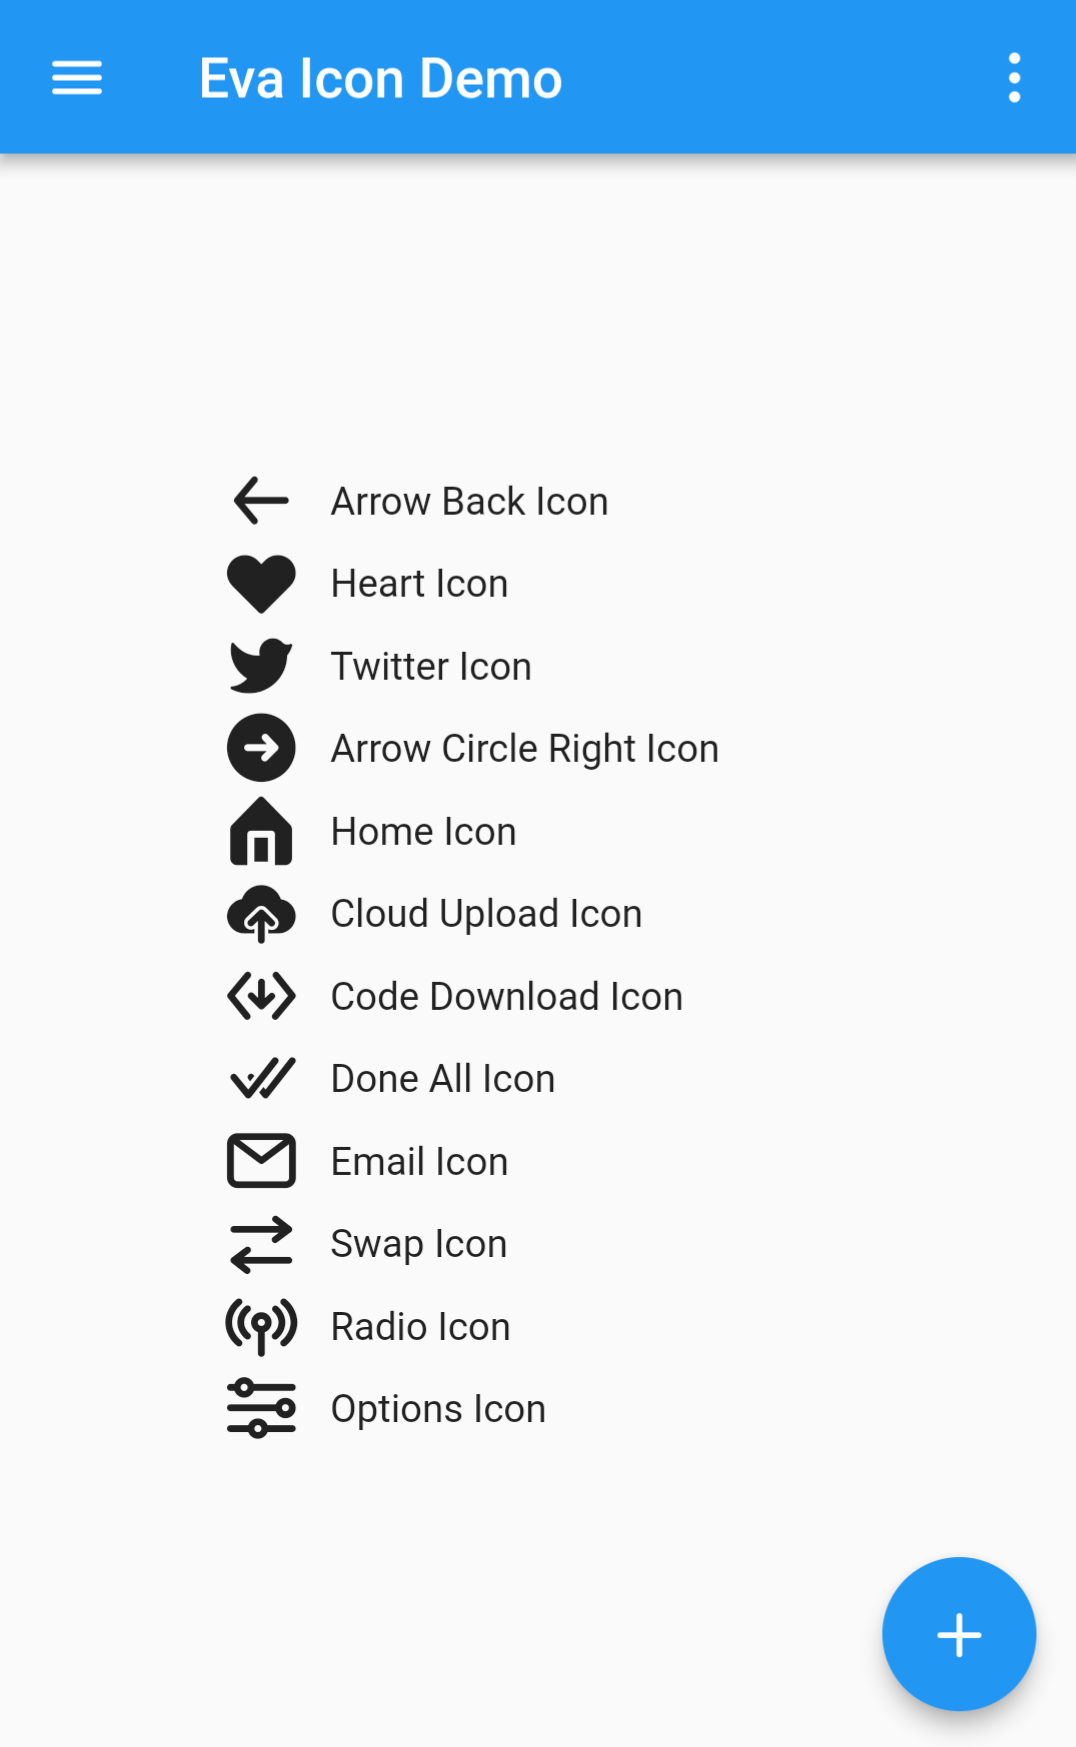 Eva Icon Demo
Arrow Back Icon
Heart Icon
Twitter Icon
Arrow Circle Right Icon
Home Icon
Cloud Upload Icon
Code Download Icon
Done All Icon
Email Icon
Swap Icon
Radio Icon
Options Icon